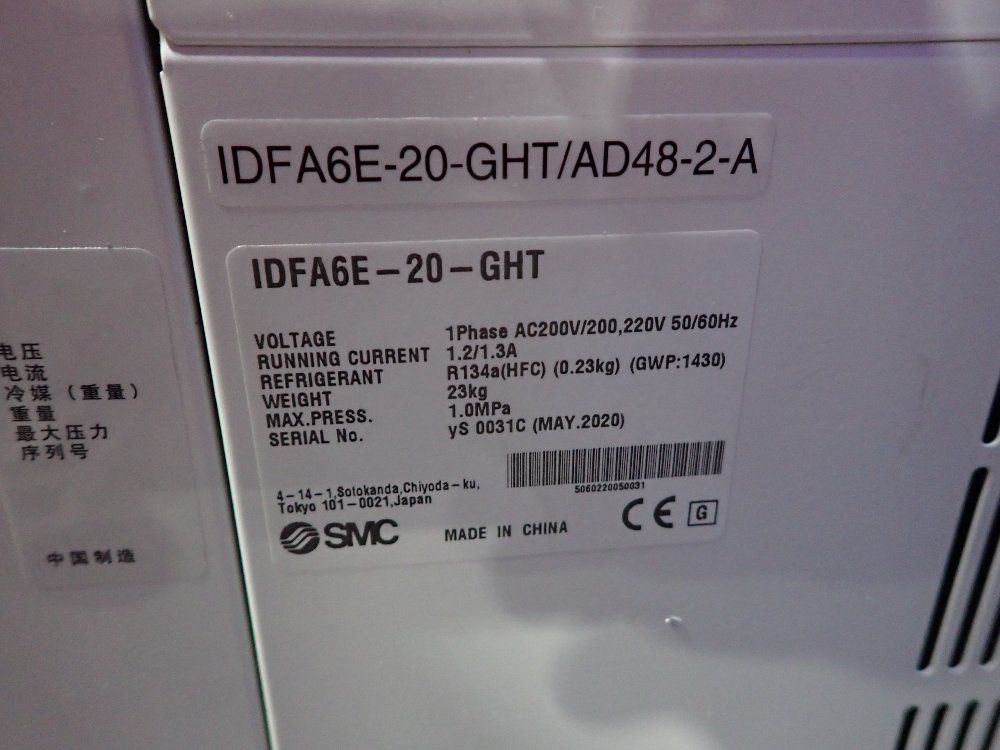 IDFA6E-20-GHT/AD48-2-A
IDFA6E-20-GHT
VOLTAGE 1Phase AC200V/200,220V 50/60Hz
RUNNING CURRENT 1.2/1.3A
REFRIGERANT R134a(HFC) (0.23kg) (GWP:1430)
WEIGHT 23kg
MAX.PRESS. 1.0MPa
SERIAL No. yS 0031C (MAY.2020)
5060220050031
4-14-1,Sotokanda,Chiyoda-ku,
Tokyo 101-0021,Japan
SMC MADE IN CHINA CE G
电压
电流
冷媒(重量)
重量
最大压力
序列号
中国制造